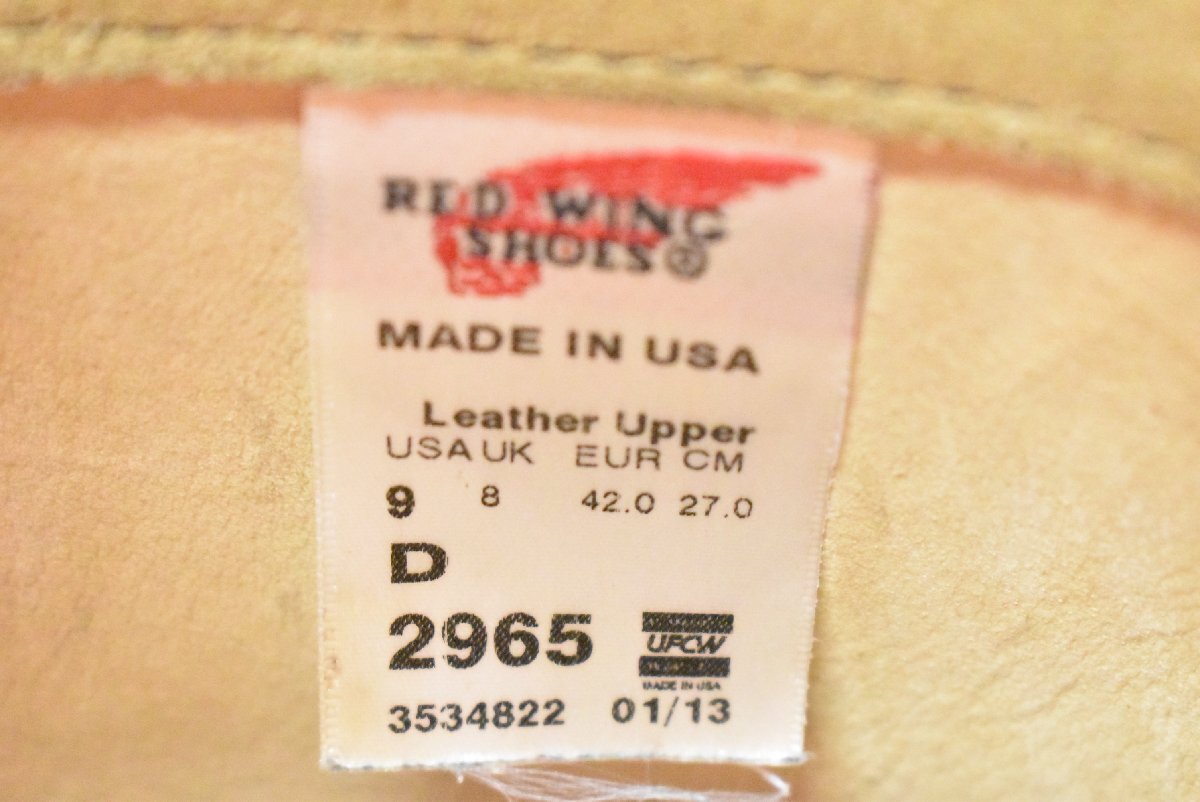 RED WING
SHOES®
MADE IN USA
Leather Upper
USA UK EUR CM
9 8 42.0 27.0
D
2965
UFCW
MADE IN USA
3534822 01/13